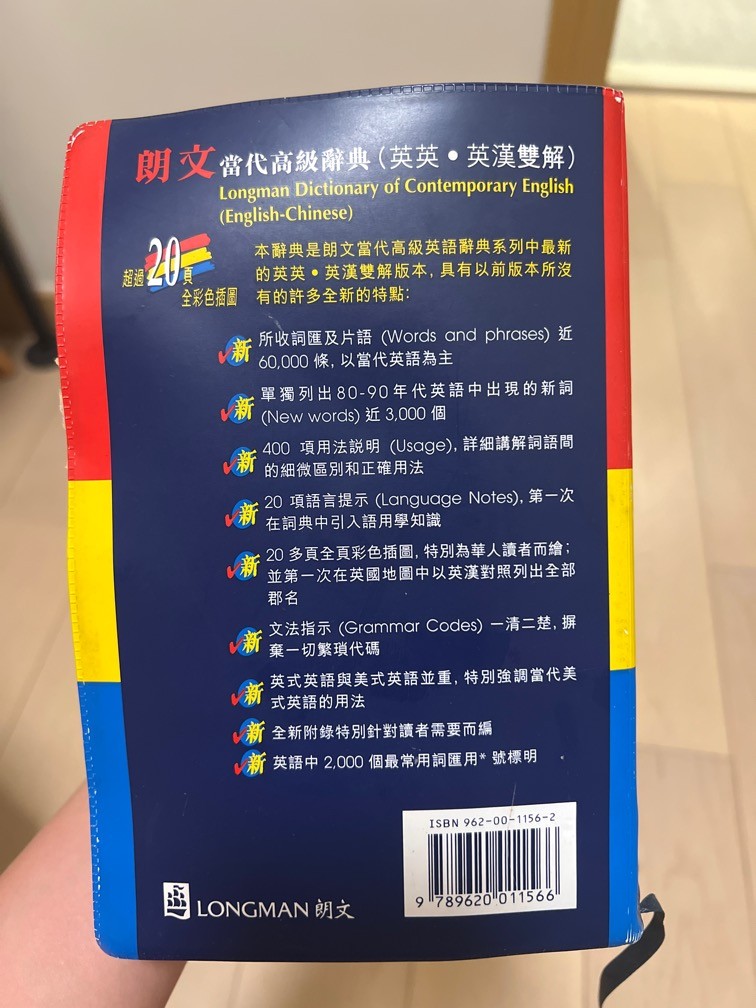 朗文當代高級辭典(英英•英漢雙解)
Longman Dictionary of Contemporary English
(English-Chinese)
超過20頁
全彩色插圖
本辭典是朗文當代高級英語辭典系列中最新
的英英•英漢雙解版本,具有以前版本所沒
有的許多全新的特點:
新 所收詞匯及片語 (Words and phrases) 近
60,000 條,以當代英語為主
新 單獨列出80-90年代英語中出現的新詞
(New words) 近 3,000 個
新 400 項用法説明 (Usage),詳細講解詞語間
的細微區別和正確用法
新 20 項語言提示 (Language Notes),第一次
在詞典中引入語用學知識
新 20 多頁全頁彩色插圖,特別為華人讀者而繪;
並第一次在英國地圖中以英漢對照列出全部
郡名
新 文法指示 (Grammar Codes) 一清二楚,摒
棄一切繁瑣代碼
新 英式英語與美式英語並重,特別強調當代美
式英語的用法
新 全新附錄特別針對讀者需要而編
新 英語中 2,000 個最常用詞匯用* 號標明
ISBN 962-00-1156-2
9 789620 011566
LONGMAN 朗文